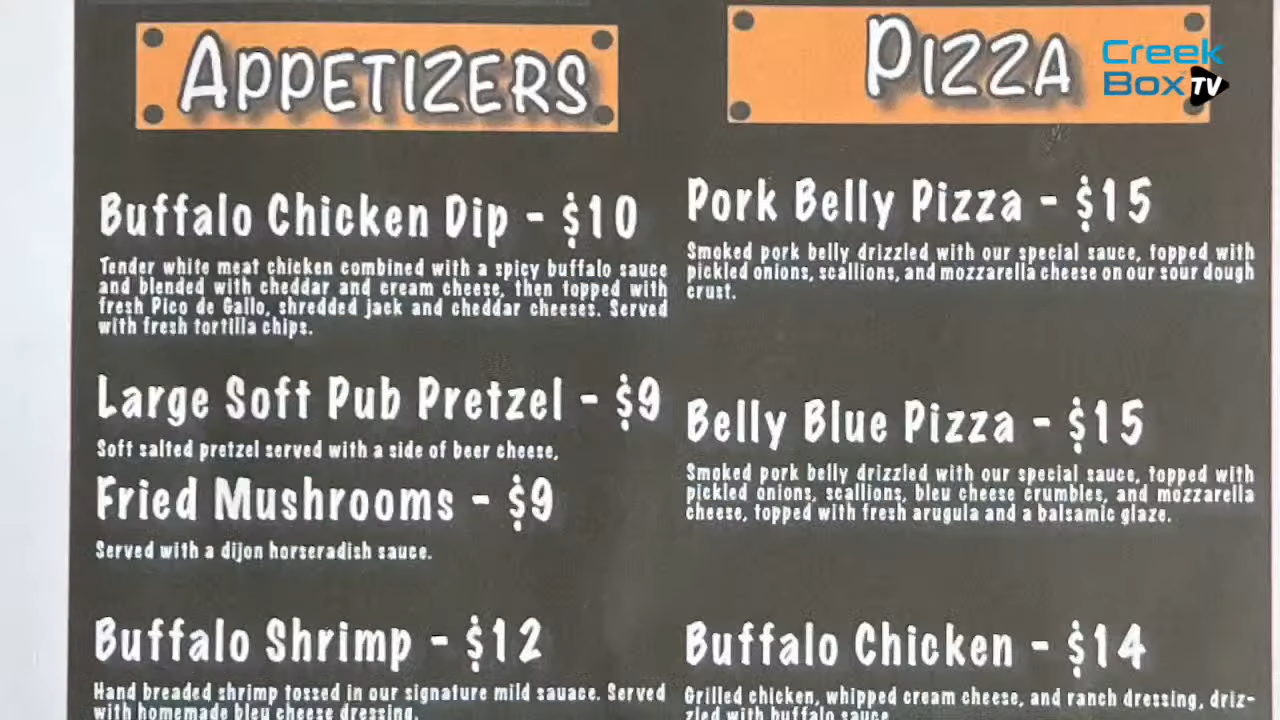 APPETIZERS
Buffalo Chicken Dip - $10
Tender white meat chicken combined with a spicy buffalo sauce
and blended with cheddar and cream cheese, then topped with
fresh Pico de Gallo, shredded jack and cheddar cheeses. Served
with fresh tortilla chips.
Large Soft Pub Pretzel - $9
Soft salted pretzel served with a side of beer cheese,
Fried Mushrooms - $9
Served with a dijon horseradish sauce.
Buffalo Shrimp - $12
Hand breaded shrimp tossed in our signature mild sauace. Served
with homemade bleu cheese dressing.
PIZZA
Creek
Box TV
Pork Belly Pizza - $15
Smoked pork belly drizzled with our special sauce, topped with
pickled onions, scallions, and mozzarella cheese on our sour dough
crust.
Belly Blue Pizza - $15
Smoked pork belly drizzled with our special sauce, topped with
pickled onions, scallions, bleu cheese crumbles, and mozzarella
cheese, topped with fresh arugula and a balsamic glaze.
Buffalo Chicken - $14
Grilled chicken, whipped cream cheese, and ranch dressing, driz-
zled with buffalo sauce